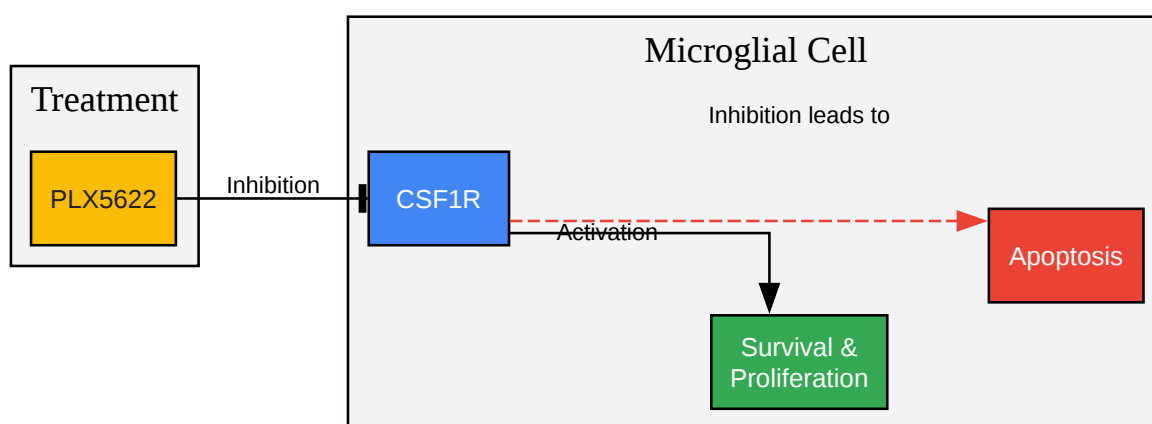 Microglial Cell
Treatment
Inhibition leads to
PLX5622
Inhibition
CSF1R
Activation
Apoptosis
Survival &
Proliferation